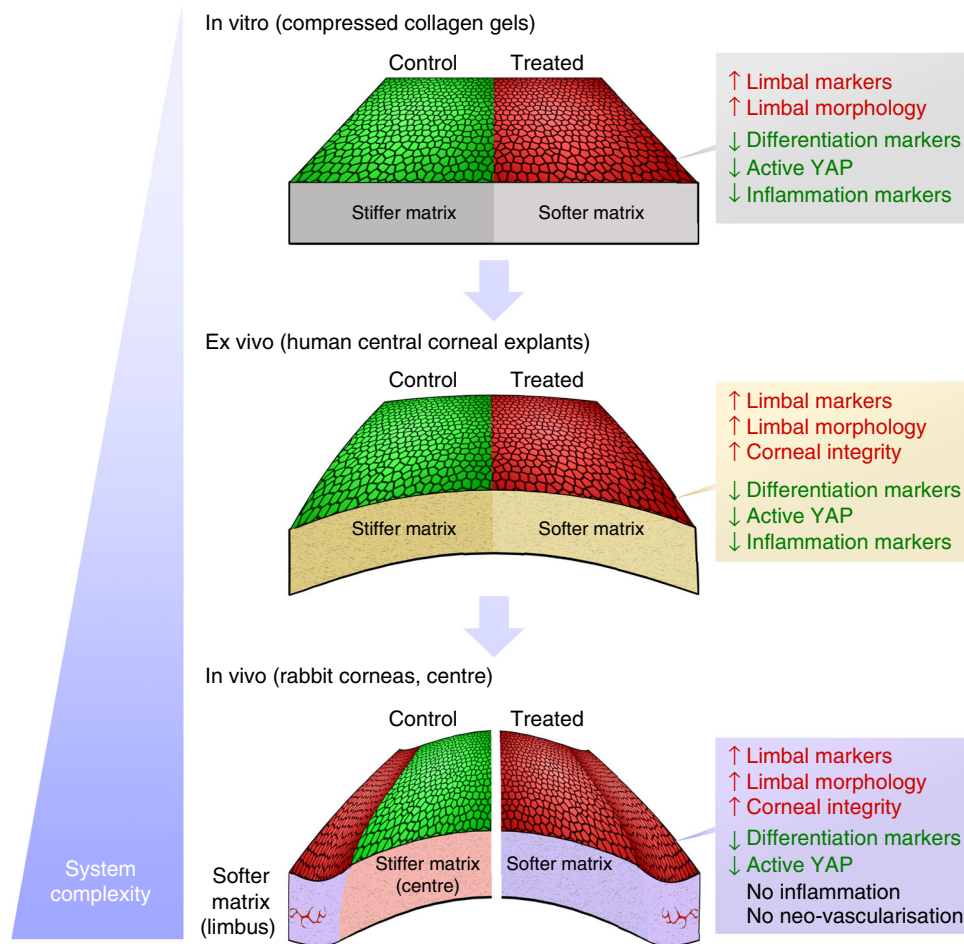 In vitro (compressed collagen gels)
Control
Treated
Stiffer matrix
Softer matrix
↑ Limbal markers
↑ Limbal morphology
↓ Differentiation markers
↓ Active YAP
↓ Inflammation markers
Ex vivo (human central corneal explants)
Control
Treated
Stiffer matrix
Softer matrix
↑ Limbal markers
↑ Limbal morphology
↑ Corneal integrity
↓ Differentiation markers
↓ Active YAP
↓ Inflammation markers
In vivo (rabbit corneas, centre)
Control
Treated
Softer
matrix
(limbus)
Stiffer matrix
(centre)
Softer matrix
↑ Limbal markers
↑ Limbal morphology
↑ Corneal integrity
↓ Differentiation markers
↓ Active YAP
No inflammation
No neo-vascularisation
System
complexity